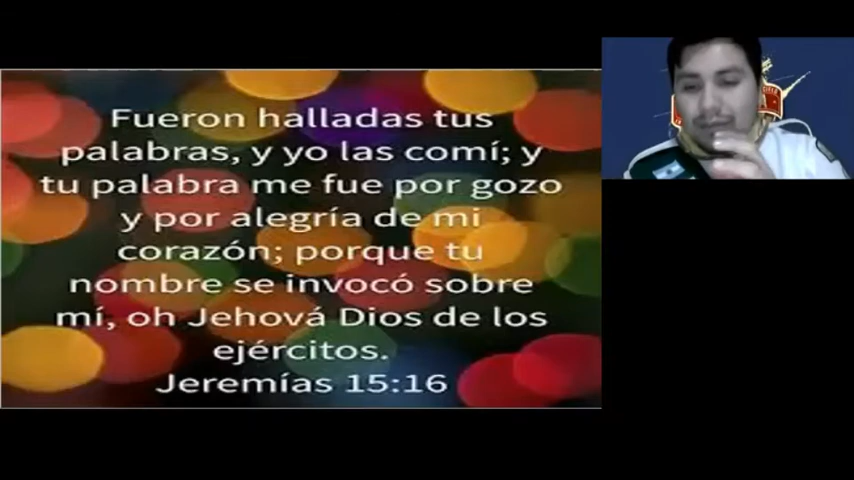 Fueron halladas tus
palabras, y yo las comí; y
tu palabra me fue por gozo
y por alegría de mi
corazón; porque tu
nombre se invocó sobre
mí, oh Jehová Dios de los
ejércitos.
Jeremías 15:16